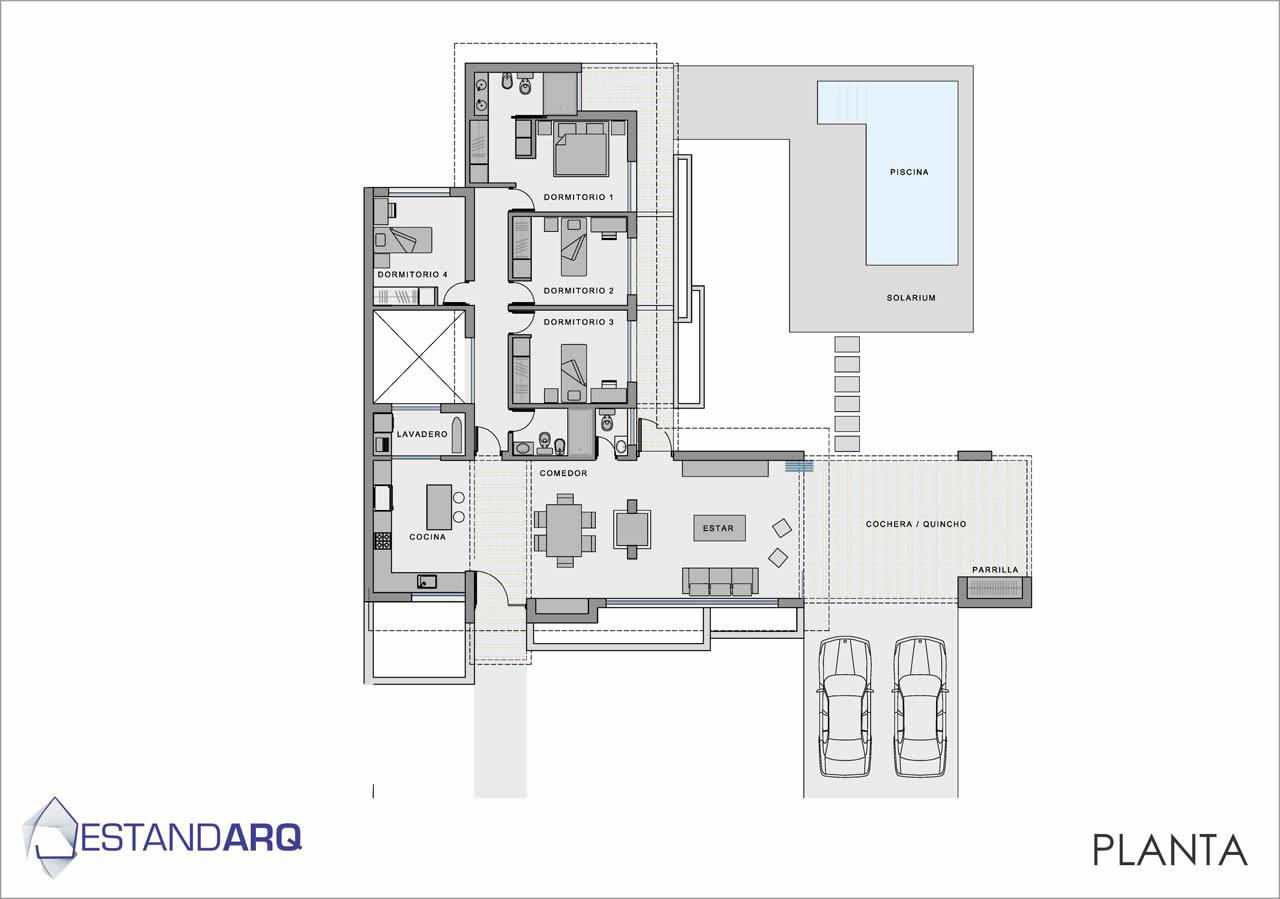 PISCINA
DORMITORIO 1
DORMITORIO 4
DORMITORIO 2
SOLARIUM
DORMITORIO 3
LAVADERO
COMEDOR
COCINA
ESTAR
COCHERA / QUINCHO
PARRILLA
ESTANDARQ
PLANTA